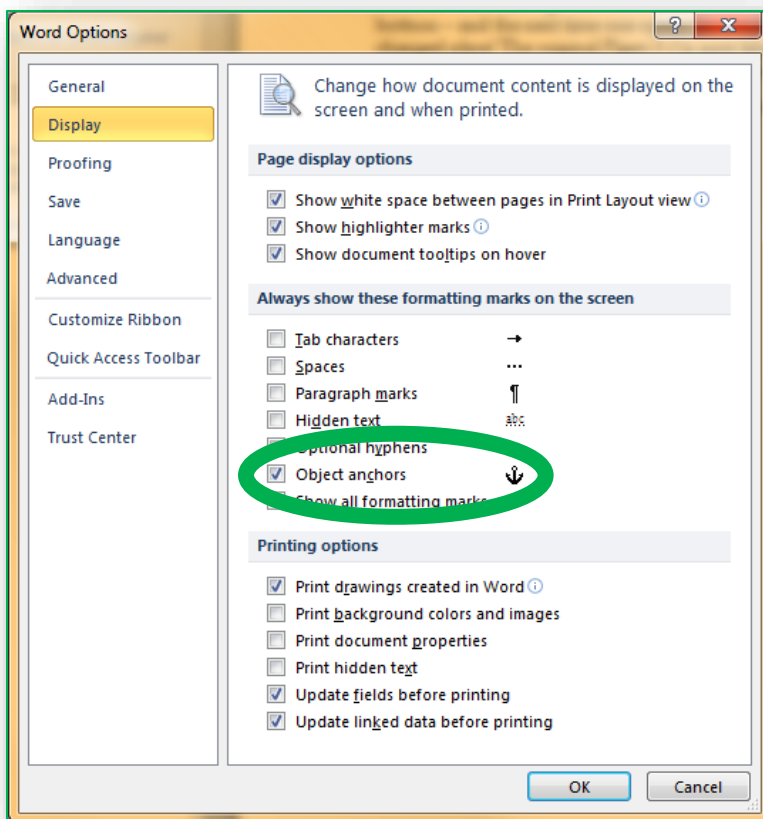 Word Options
General
Display
Proofing
Save
Language
Advanced
Customize Ribbon
Quick Access Toolbar
Add-Ins
Trust Center
Change how document content is displayed on the
screen and when printed.
Page display options
Show white space between pages in Print Layout view
Show highlighter marks
Show document tooltips on hover
Always show these formatting marks on the screen
Tab characters →
Spaces ...
Paragraph marks ¶
Hidden text abc
Optional hyphens
Object anchors
Show all formatting marks
Printing options
Print drawings created in Word
Print background colors and images
Print document properties
Print hidden text
Update fields before printing
Update linked data before printing
OK Cancel